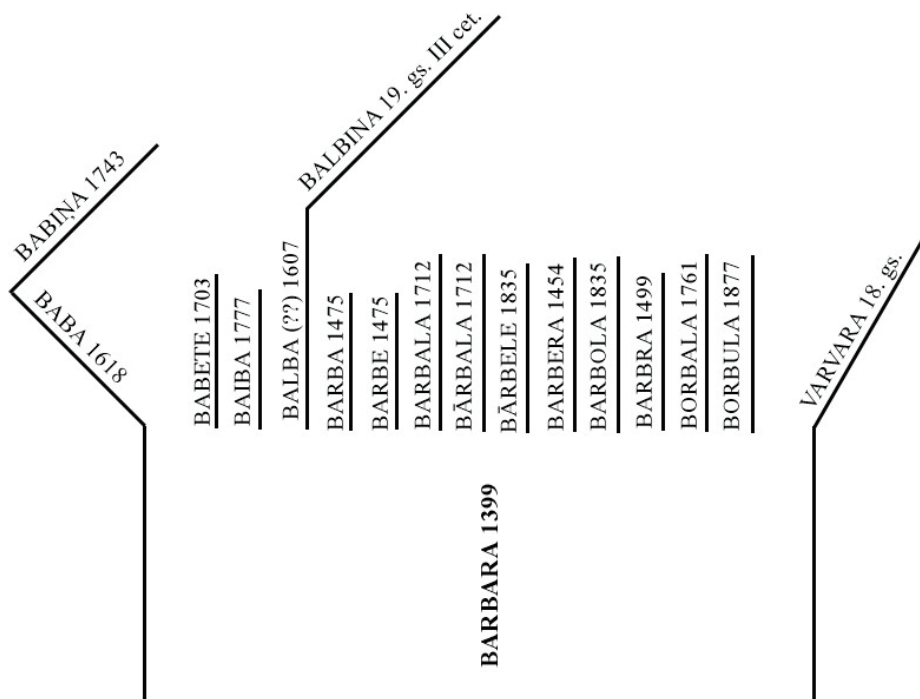 BABIŅA 1743
BABA 1618
BABETE 1703
BAIBA 1777
BALBINA 19. gs. III cet.
BALBA (??) 1607
BARBA 1475
BARBE 1475
BARBALA 1712
BĀRBALA 1712
BĀRBELE 1835
BARBERA 1454
BARBOLA 1835
BARBRA 1499
BORBALA 1761
BORBULA 1877
VARVARA 18. gs.
BARBARA 1399